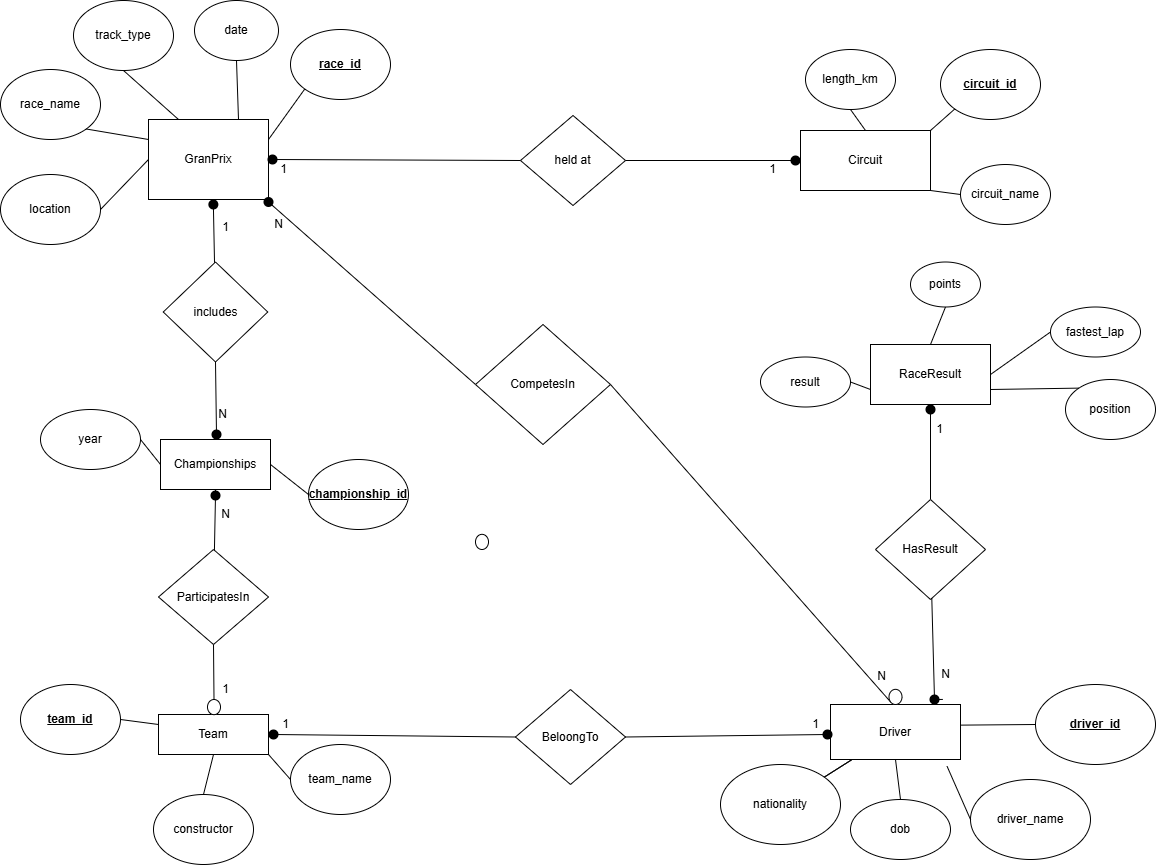 track_type
date
race_id
race_name
length_km
circuit_id
GranPrix
held at
Circuit
1
1
location
circuit_name
1
N
points
includes
fastest_lap
RaceResult
CompetesIn
result
position
N
1
year
Championships
championship_id
N
HasResult
ParticipatesIn
N
N
1
team_id
1
1
driver_id
Team
BeloongTo
Driver
team_name
nationality
constructor
dob
driver_name